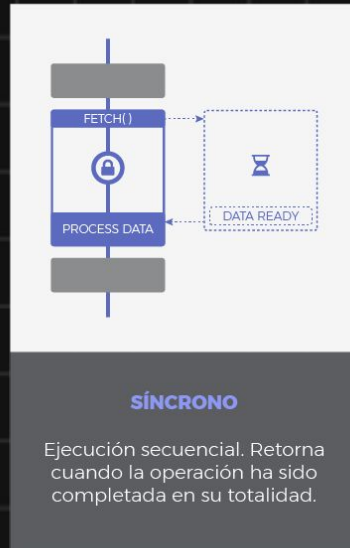 FETCH( )
PROCESS DATA
DATA READY
SÍNCRONO
Ejecución secuencial. Retorna
cuando la operación ha sido
completada en su totalidad.